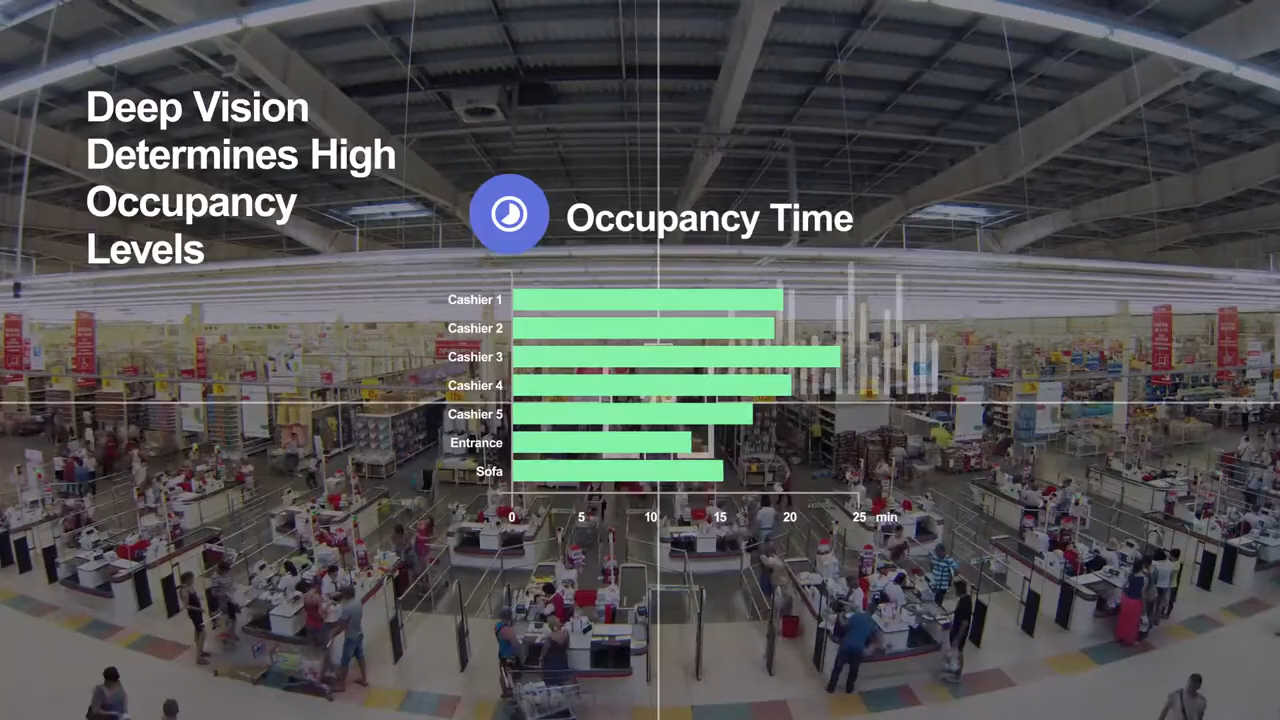 Deep Vision
Determines High
Occupancy
Levels
Occupancy Time
Cashier 1
Cashier 2
Cashier 3
Cashier 4
Cashier 5
Entrance
Sofa
0 5 10 15 20 25 min